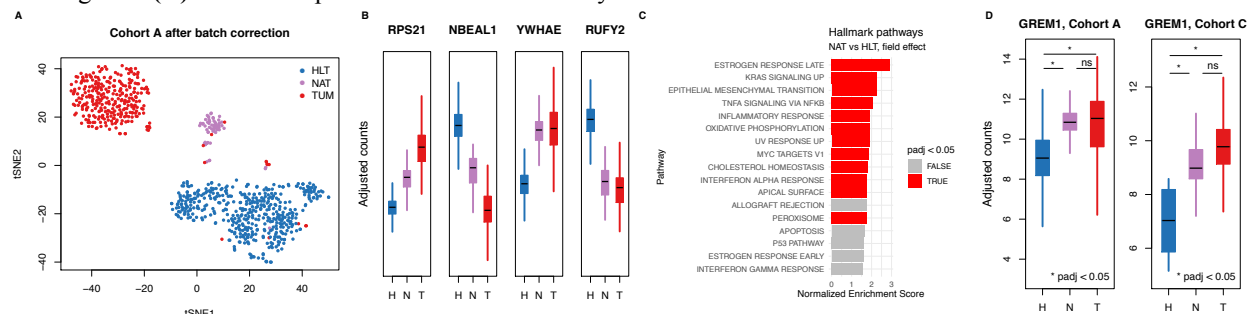 A
Cohort A after batch correction
HLT
NAT
TUM
tSNE2
40
20
0
−20
−40
−40 −20 0 20 40
tSNE1
B
RPS21 NBEAL1 YWHAE RUFY2
Adjusted counts
H N T H N T H N T H N T
C
Hallmark pathways
NAT vs HLT, field effect
Pathway
ESTROGEN RESPONSE LATE
KRAS SIGNALING UP
EPITHELIAL MESENCHYMAL TRANSITION
TNFA SIGNALING VIA NFKB
INFLAMMATORY RESPONSE
OXIDATIVE PHOSPHORYLATION
UV RESPONSE UP
MYC TARGETS V1
CHOLESTEROL HOMEOSTASIS
INTERFERON ALPHA RESPONSE
APICAL SURFACE
ALLOGRAFT REJECTION
PEROXISOME
APOPTOSIS
P53 PATHWAY
ESTROGEN RESPONSE EARLY
INTERFERON GAMMA RESPONSE
0 1 2 3
Normalized Enrichment Score
padj < 0.05
FALSE
TRUE
D
GREM1, Cohort A
Adjusted counts
14
12
10
8
6
4
*
* ns
* padj < 0.05
H N T
GREM1, Cohort C
12
10
8
6
*
* ns
* padj < 0.05
H N T